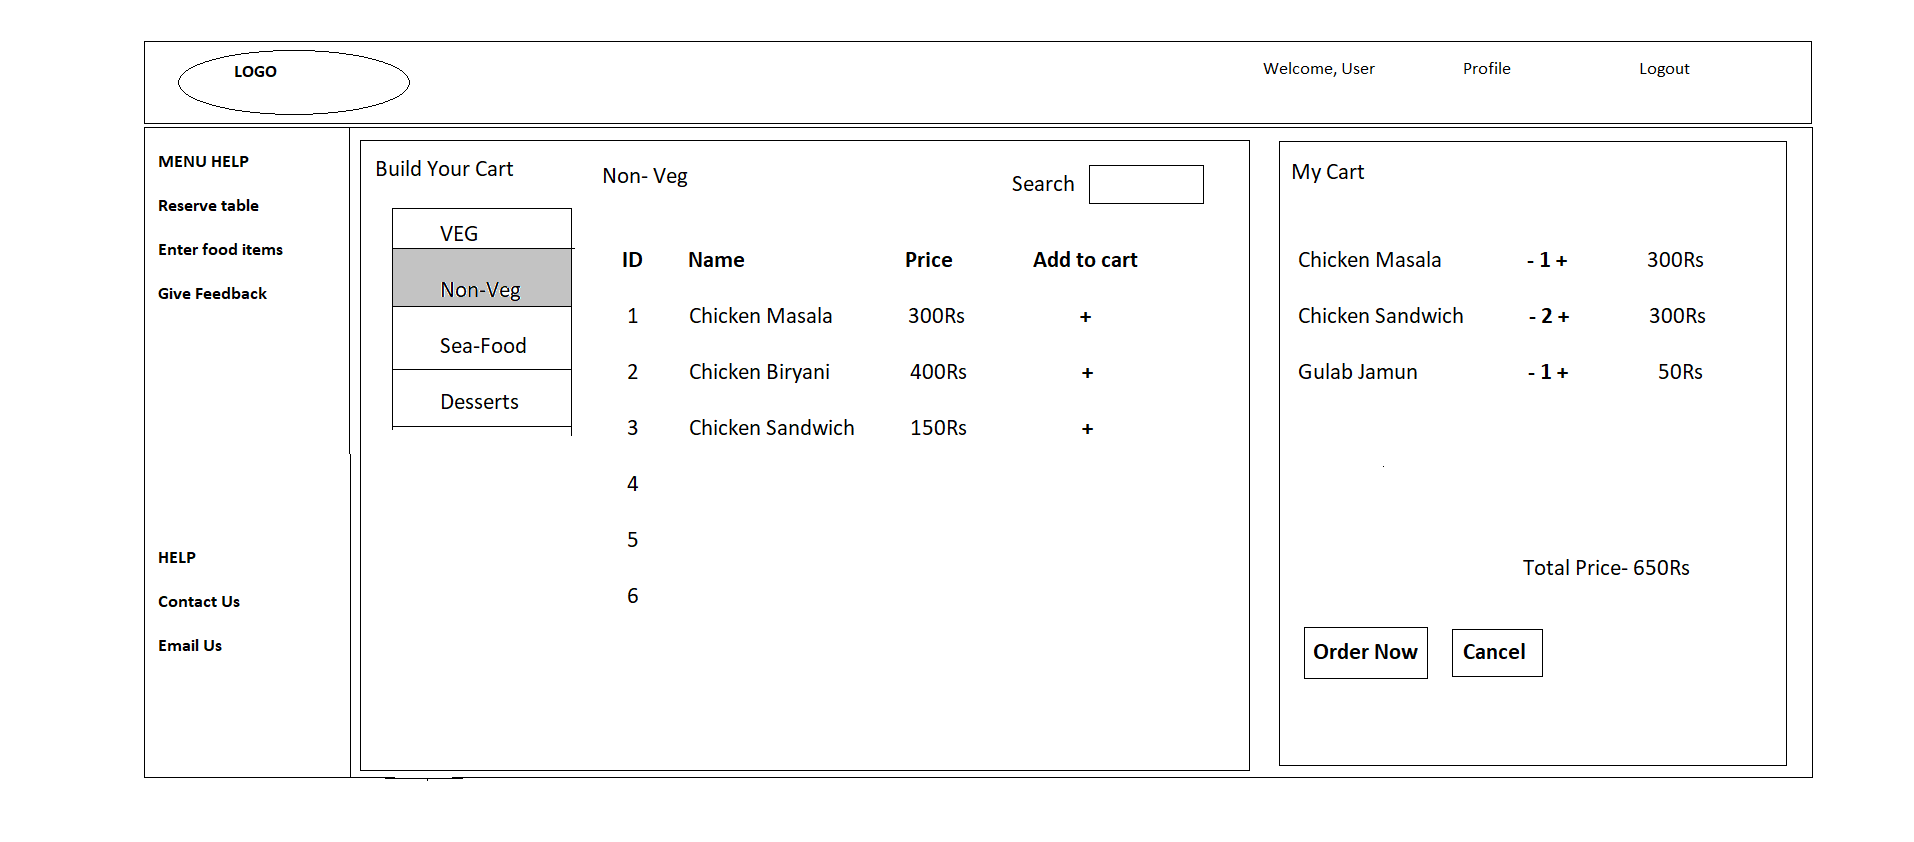 LOGO
Welcome, User
Profile
Logout
MENU HELP
Reserve table
Enter food items
Give Feedback
HELP
Contact Us
Email Us
Build Your Cart
VEG
Non-Veg
Sea-Food
Desserts
Non- Veg
Search
ID Name Price Add to cart
1 Chicken Masala 300Rs +
2 Chicken Biryani 400Rs +
3 Chicken Sandwich 150Rs +
4
5
6
My Cart
Chicken Masala - 1 + 300Rs
Chicken Sandwich - 2 + 300Rs
Gulab Jamun - 1 + 50Rs
Total Price- 650Rs
Order Now
Cancel